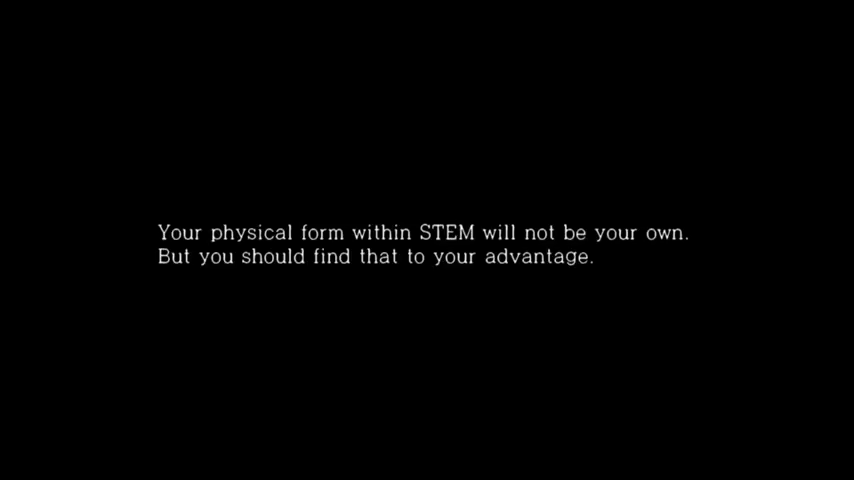 Your physical form within STEM will not be your own.
But you should find that to your advantage.